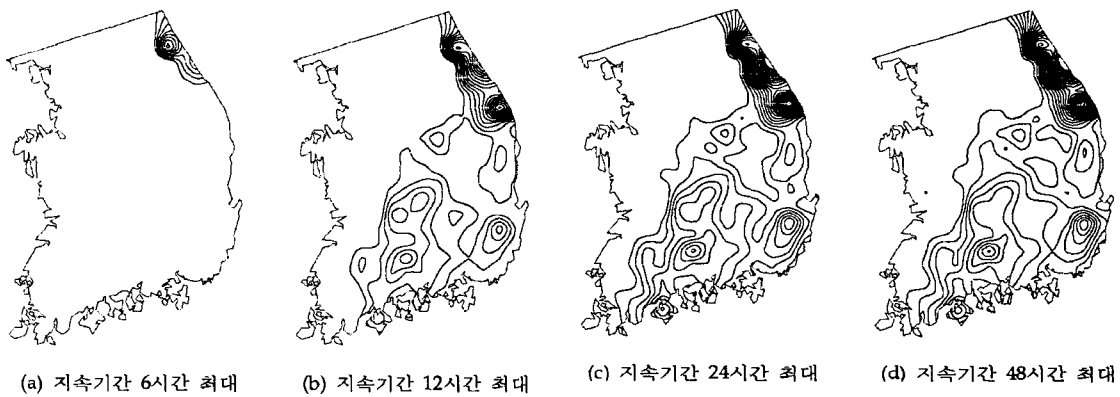 (a) 지속기간 6시간 최대
(b) 지속기간 12시간 최대
(c) 지속기간 24시간 최대
(d) 지속기간 48시간 최대